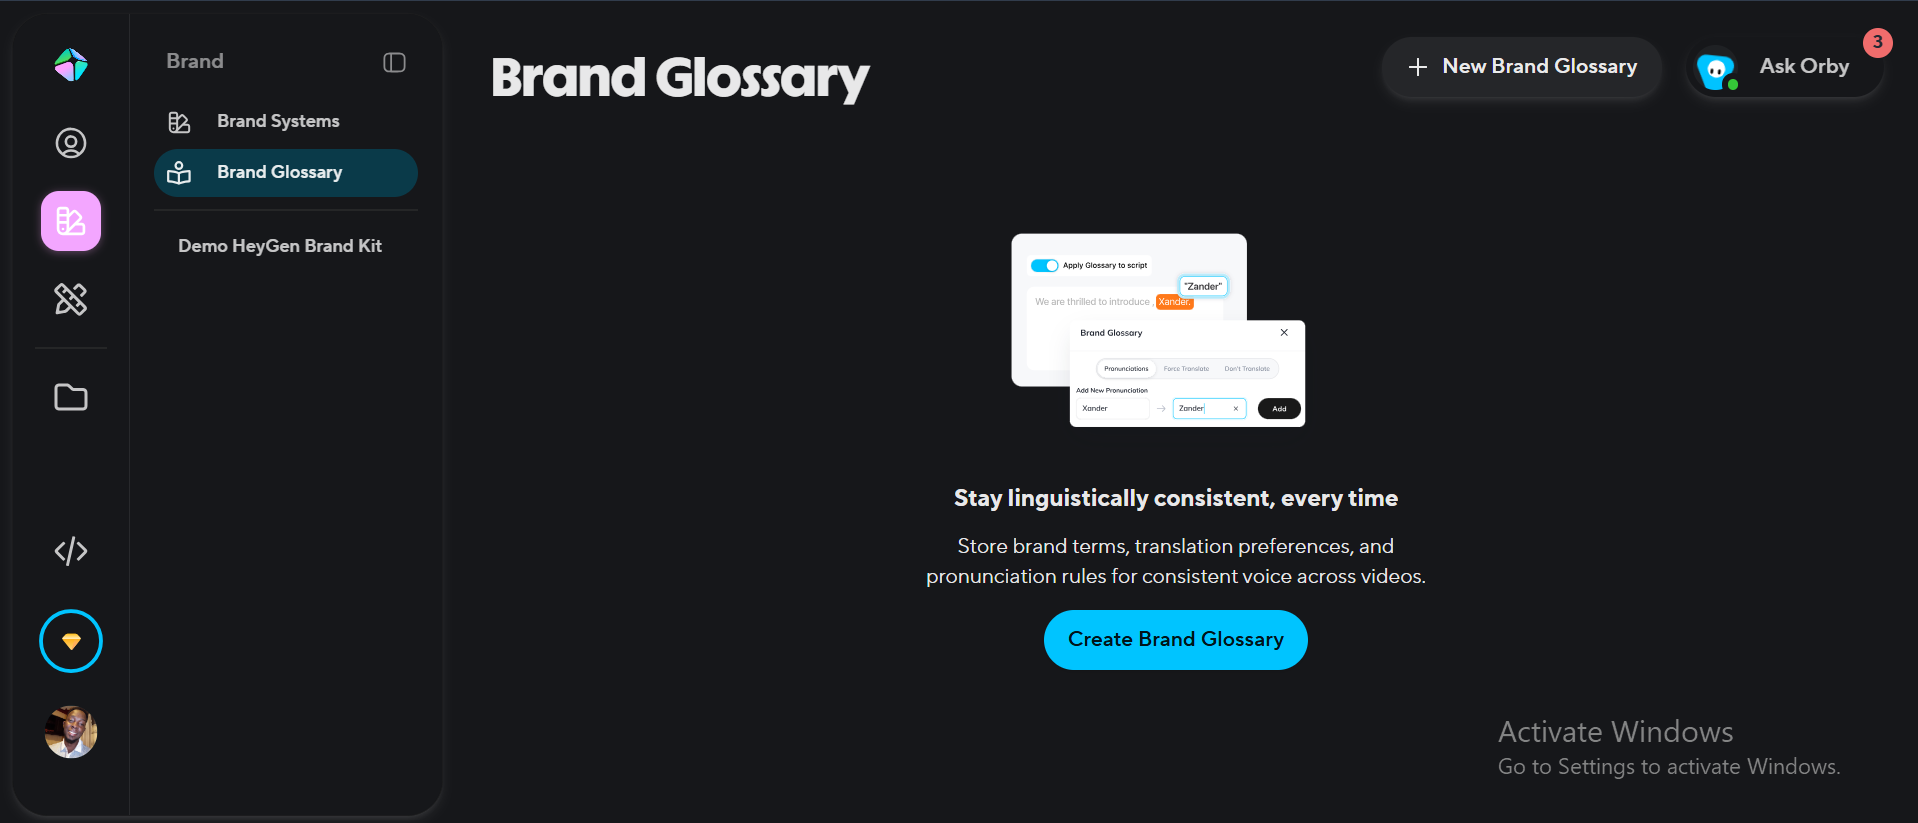 Brand
Brand Systems
Brand Glossary
Demo HeyGen Brand Kit
Brand Glossary
New Brand Glossary
Ask Orby
3
Apply Glossary to script
"Zander"
We are thrilled to introduce , Xander.
Brand Glossary
Pronunciations Force Translate Don't Translate
Add New Pronunciation
Xander → Zander × Add
Stay linguistically consistent, every time
Store brand terms, translation preferences, and
pronunciation rules for consistent voice across videos.
Create Brand Glossary
Activate Windows
Go to Settings to activate Windows.